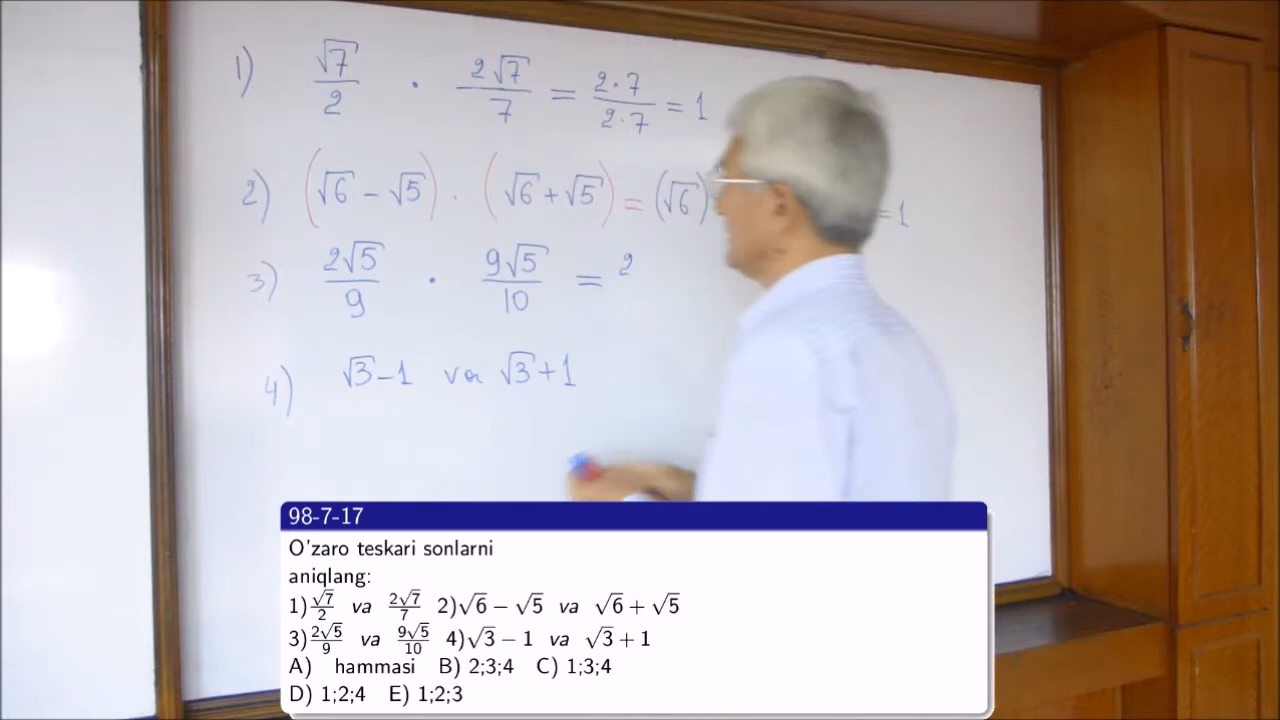 1) √7/2 · 2√7/7 = 2·7/2·7 = 1
2) (√6 − √5) · (√6 + √5) = (√6) = 1
3) 2√5/9 · 9√5/10 = 2
4) √3 − 1 va √3 + 1
98-7-17
O'zaro teskari sonlarni
aniqlang:
1) √7/2 va 2√7/7 2) √6 − √5 va √6 + √5
3) 2√5/9 va 9√5/10 4) √3 − 1 va √3 + 1
A) hammasi B) 2;3;4 C) 1;3;4
D) 1;2;4 E) 1;2;3